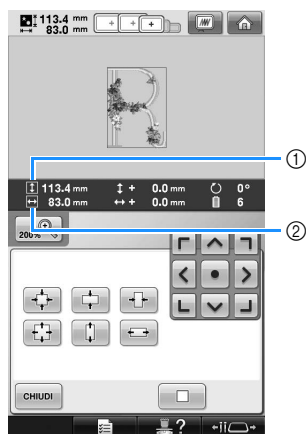 113.4 mm
83.0 mm
113.4 mm + 0.0 mm 0°
83.0 mm + 0.0 mm 6
①
②
200%
CHIUDI
?